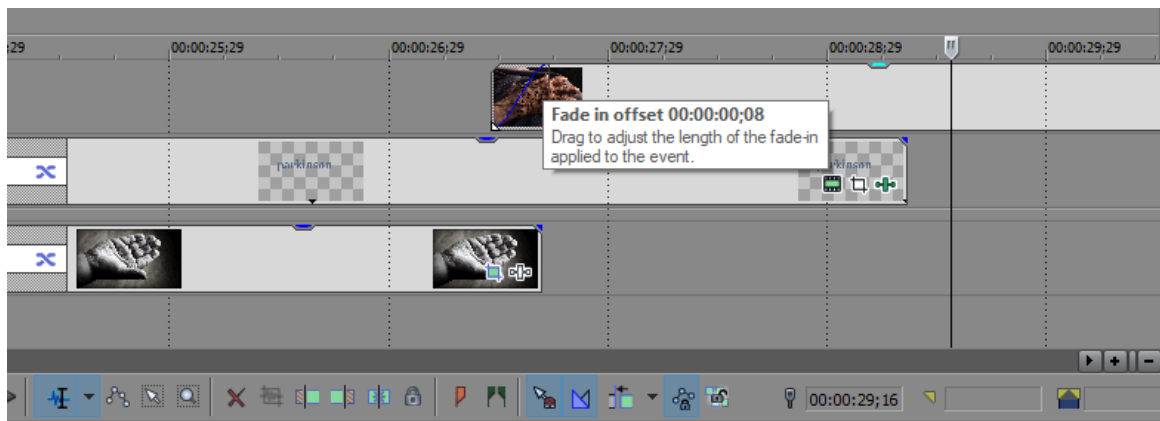 :29
00:00:25;29
00:00:26;29
00:00:27;29
00:00:28;29
00:00:29;29
Fade in offset 00:00:00;08
Drag to adjust the length of the fade-in
applied to the event.
parkinson
00:00:29;16